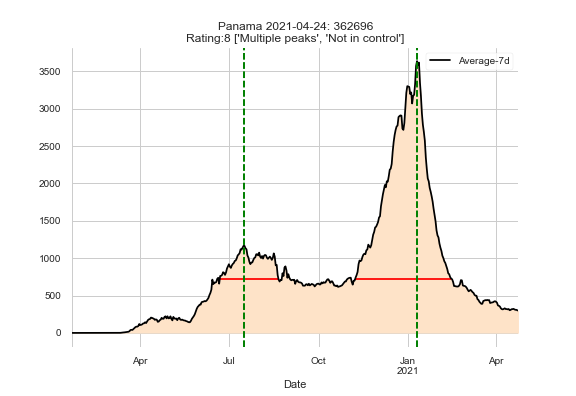 Panama 2021-04-24: 362696
Rating:8 ['Multiple peaks', 'Not in control']
Average-7d
3500
3000
2500
2000
1500
1000
500
0
Apr
Jul
Oct
Jan
2021
Apr
Date